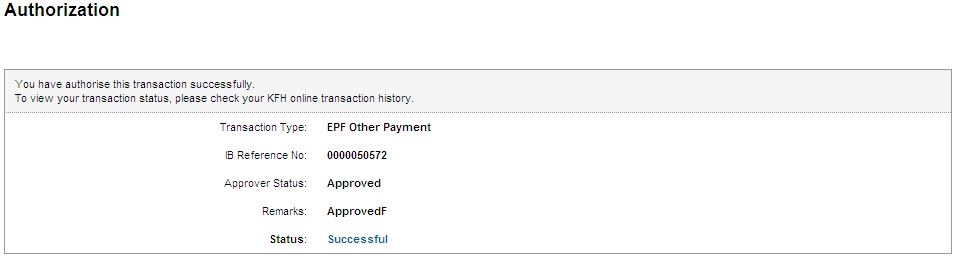 Authorization
You have authorise this transaction successfully.
To view your transaction status, please check your KFH online transaction history.
Transaction Type: EPF Other Payment
IB Reference No: 0000050572
Approver Status: Approved
Remarks: ApprovedF
Status: Successful